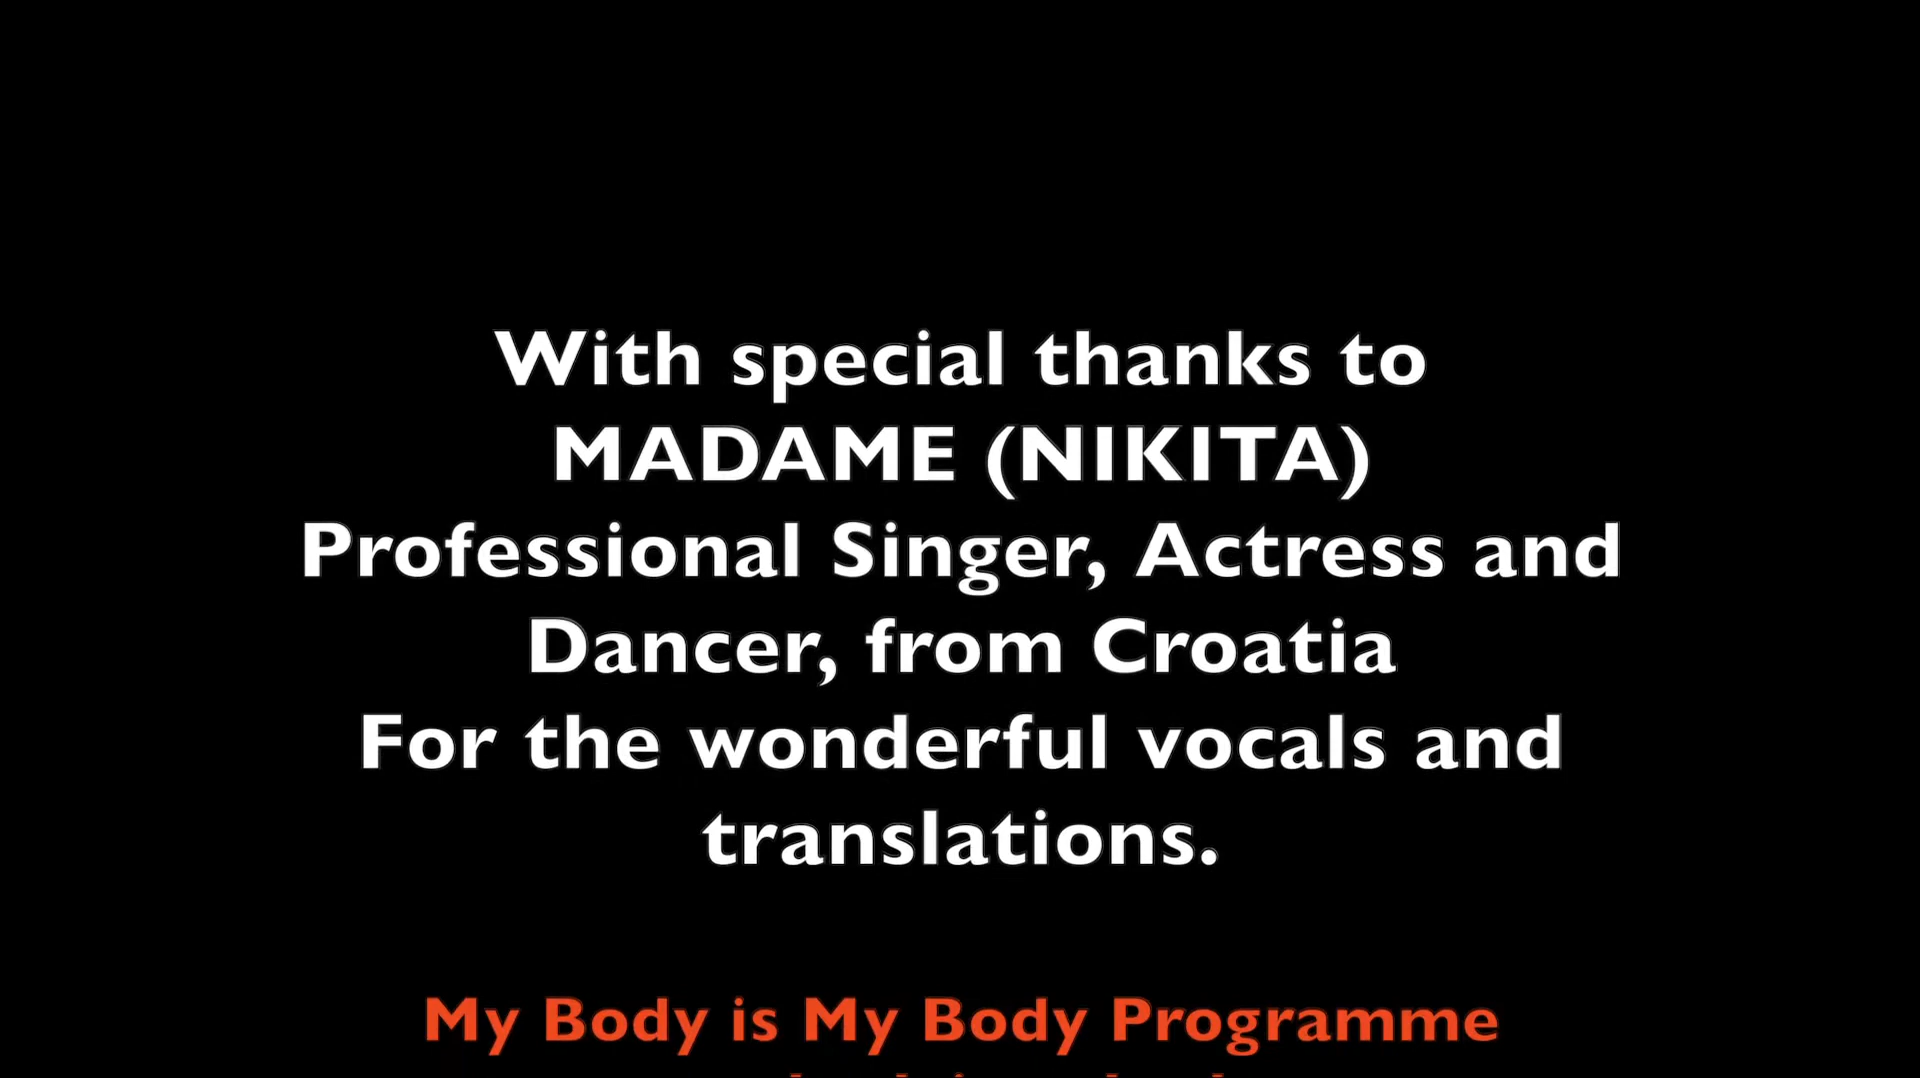 With special thanks to
MADAME (NIKITA)
Professional Singer, Actress and
Dancer, from Croatia
For the wonderful vocals and
translations.
My Body is My Body Programme